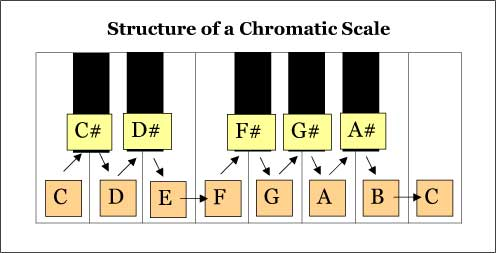 Structure of a Chromatic Scale
C# D# F# G# A#
C D E F G A B C